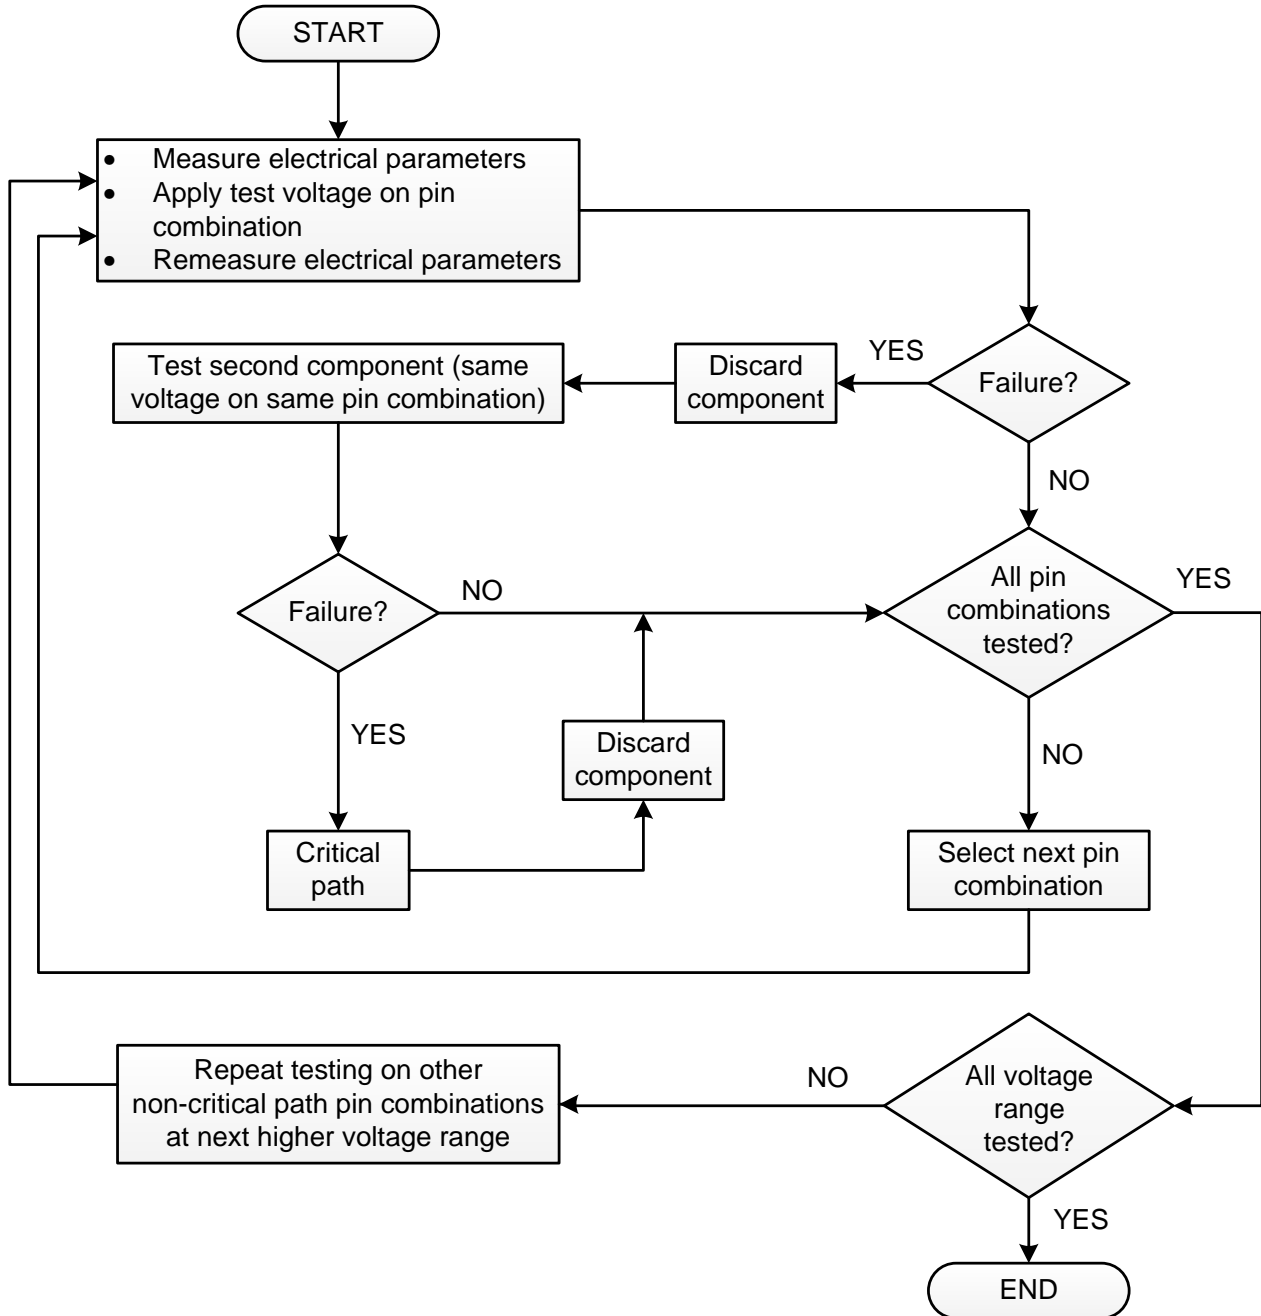 START
• Measure electrical parameters
• Apply test voltage on pin
combination
• Remeasure electrical parameters
Test second component (same
voltage on same pin combination)
Discard
component
YES
Failure?
NO
Failure?
NO
All pin
combinations
tested?
YES
YES
Discard
component
NO
Critical
path
Select next pin
combination
Repeat testing on other
non-critical path pin combinations
at next higher voltage range
NO
All voltage
range
tested?
YES
END